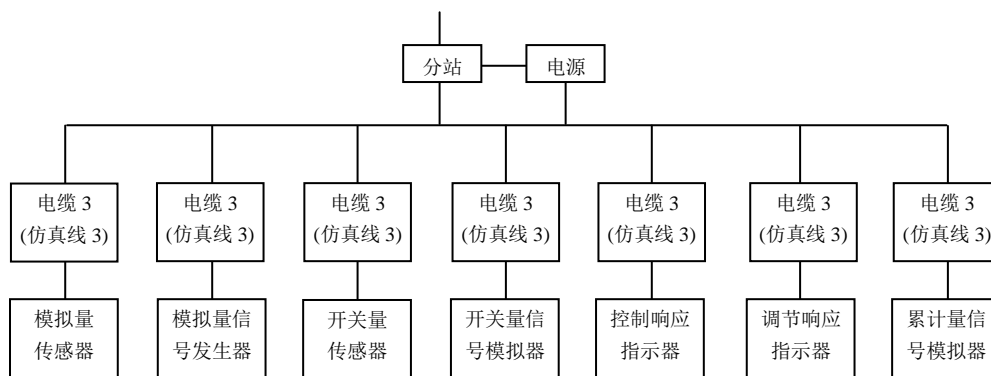 分站 电源
电缆 3 电缆 3 电缆 3 电缆 3 电缆 3 电缆 3 电缆 3
(仿真线 3) (仿真线 3) (仿真线 3) (仿真线 3) (仿真线 3) (仿真线 3) (仿真线 3)
模拟量 模拟量信 开关量 开关量信 控制响应 调节响应 累计量信
传感器 号发生器 传感器 号模拟器 指示器 指示器 号模拟器